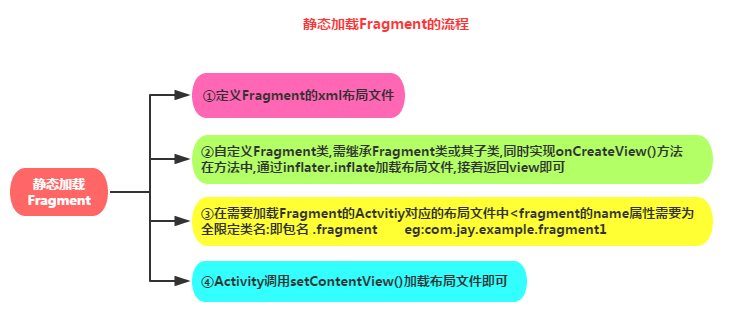 静态加载Fragment的流程
①定义Fragment的xml布局文件
②自定义Fragment类,需继承Fragment类或其子类,同时实现onCreateView()方法
在方法中,通过inflater.inflate加载布局文件,接着返回view即可
静态加载
Fragment
③在需要加载Fragment的Actvitiy对应的布局文件中<fragment的name属性需要为
全限定类名:即包名 .fragment eg:com.jay.example.fragment1
④Activity调用setContentView()加载布局文件即可